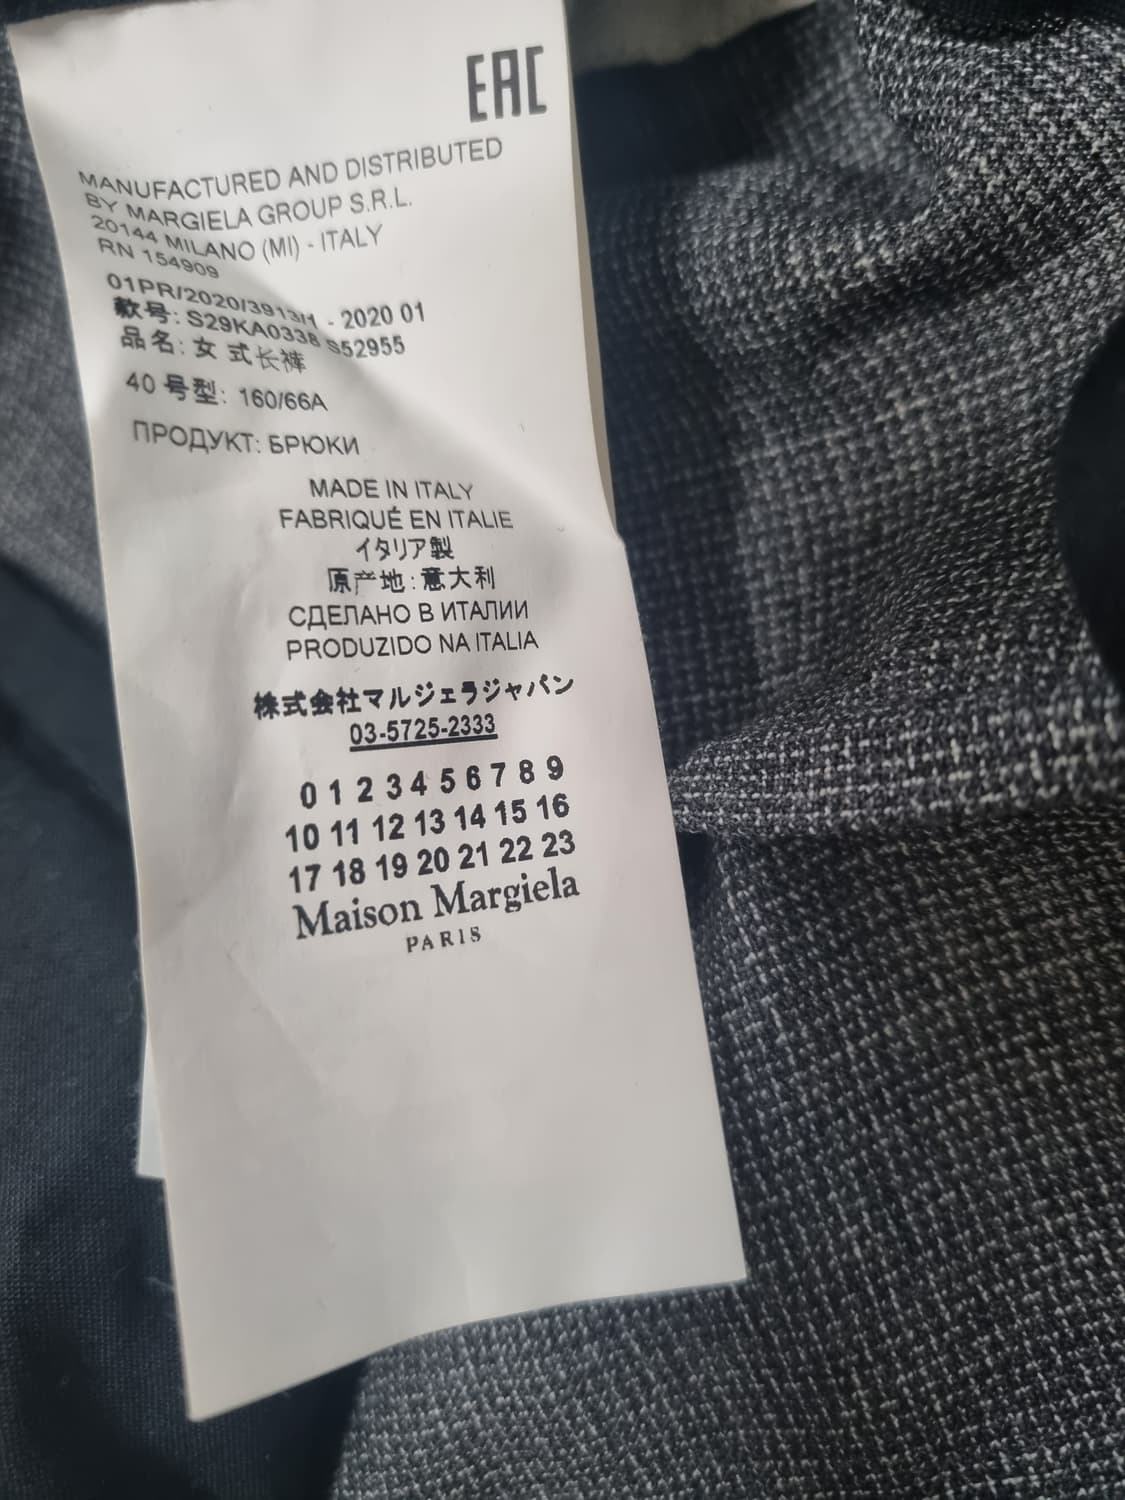 EAC
MANUFACTURED AND DISTRIBUTED
BY MARGIELA GROUP S.R.L.
20144 MILANO (MI) - ITALY
RN 154909
01PR/2020/3913/1 - 2020 01
款号: S29KA0338 S52955
品名: 女 式长裤
40 号型: 160/66A
ПРОДУКТ: БРЮКИ
MADE IN ITALY
FABRIQUÉ EN ITALIE
イタリア製
原产地: 意大利
СДЕЛАНО В ИТАЛИИ
PRODUZIDO NA ITALIA
株式会社マルジェラジャパン
03-5725-2333
0 1 2 3 4 5 6 7 8 9
10 11 12 13 14 15 16
17 18 19 20 21 22 23
Maison Margiela
PARIS